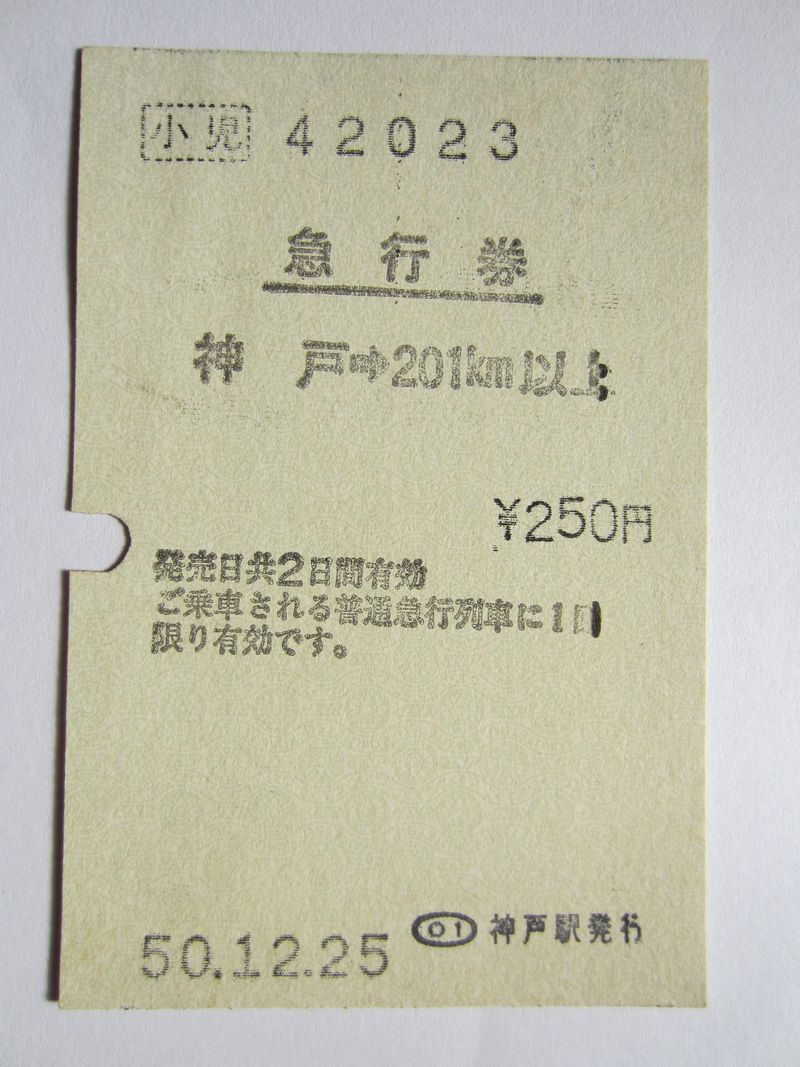 小児 42023
急行券
神戸⇨201km以上
¥250円
発売日共2日間有効
ご乗車される普通急行列車に1回
限り有効です。
50.12.25 01 神戸駅発行